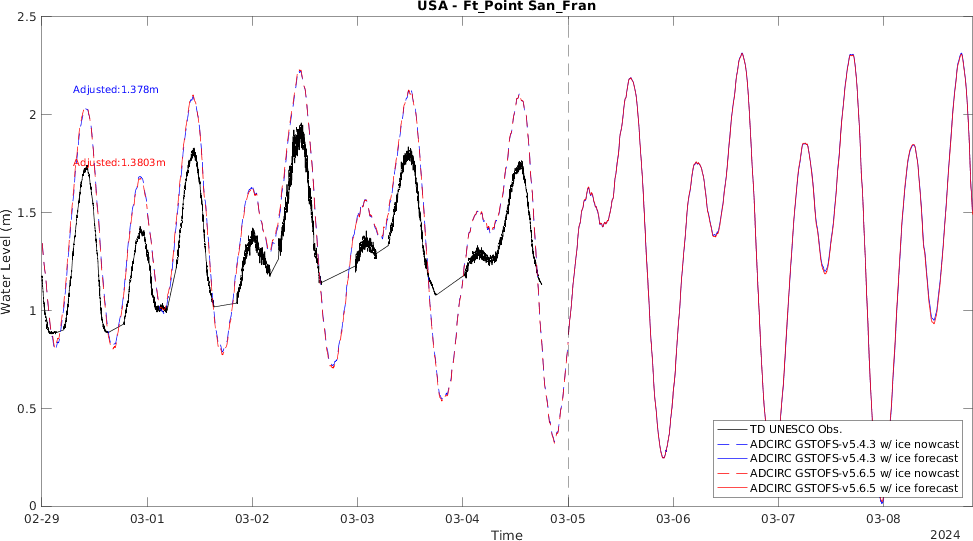 USA - Ft_Point San_Fran
2.5
2
1.5
1
0.5
0
Water Level (m)
Adjusted:1.378m
Adjusted:1.3803m
TD UNESCO Obs.
ADCIRC GSTOFS-v5.4.3 w/ ice nowcast
ADCIRC GSTOFS-v5.4.3 w/ ice forecast
ADCIRC GSTOFS-v5.6.5 w/ ice nowcast
ADCIRC GSTOFS-v5.6.5 w/ ice forecast
02-29
03-01
03-02
03-03
03-04
03-05
03-06
03-07
03-08
Time
2024